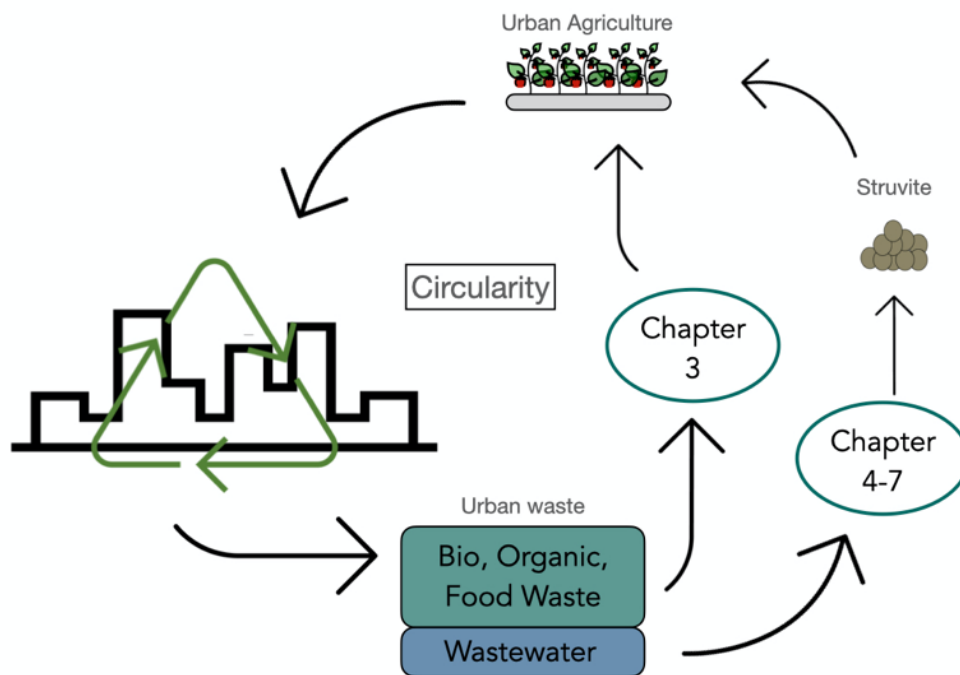 Urban Agriculture
Struvite
Circularity
Chapter
3
Chapter
4-7
Urban waste
Bio, Organic,
Food Waste
Wastewater